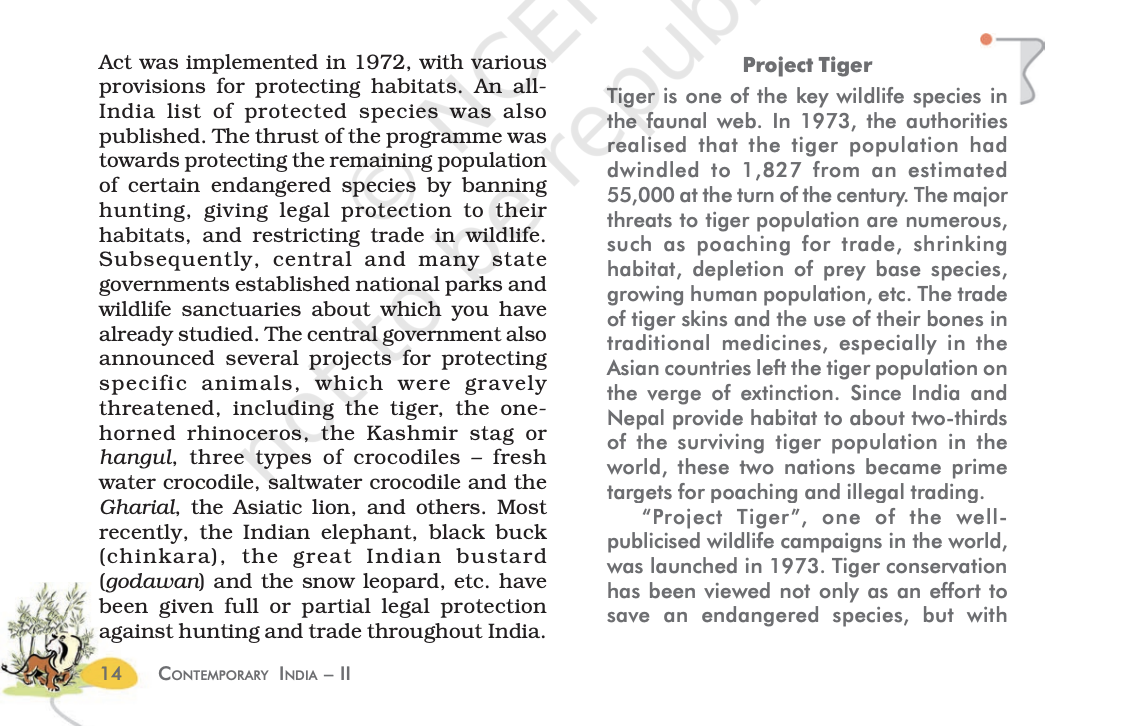 Act was implemented in 1972, with various
provisions for protecting habitats. An all-
India list of protected species was also
published. The thrust of the programme was
towards protecting the remaining population
of certain endangered species by banning
hunting, giving legal protection to their
habitats, and restricting trade in wildlife.
Subsequently, central and many state
governments established national parks and
wildlife sanctuaries about which you have
already studied. The central government also
announced several projects for protecting
specific animals, which were gravely
threatened, including the tiger, the one-
horned rhinoceros, the Kashmir stag or
hangul, three types of crocodiles – fresh
water crocodile, saltwater crocodile and the
Gharial, the Asiatic lion, and others. Most
recently, the Indian elephant, black buck
(chinkara), the great Indian bustard
(godawan) and the snow leopard, etc. have
been given full or partial legal protection
against hunting and trade throughout India.
Project Tiger
Tiger is one of the key wildlife species in
the faunal web. In 1973, the authorities
realised that the tiger population had
dwindled to 1,827 from an estimated
55,000 at the turn of the century. The major
threats to tiger population are numerous,
such as poaching for trade, shrinking
habitat, depletion of prey base species,
growing human population, etc. The trade
of tiger skins and the use of their bones in
traditional medicines, especially in the
Asian countries left the tiger population on
the verge of extinction. Since India and
Nepal provide habitat to about two-thirds
of the surviving tiger population in the
world, these two nations became prime
targets for poaching and illegal trading.
“Project Tiger”, one of the well-
publicised wildlife campaigns in the world,
was launched in 1973. Tiger conservation
has been viewed not only as an effort to
save an endangered species, but with
14 CONTEMPORARY INDIA – II
© NCE
not to be republ